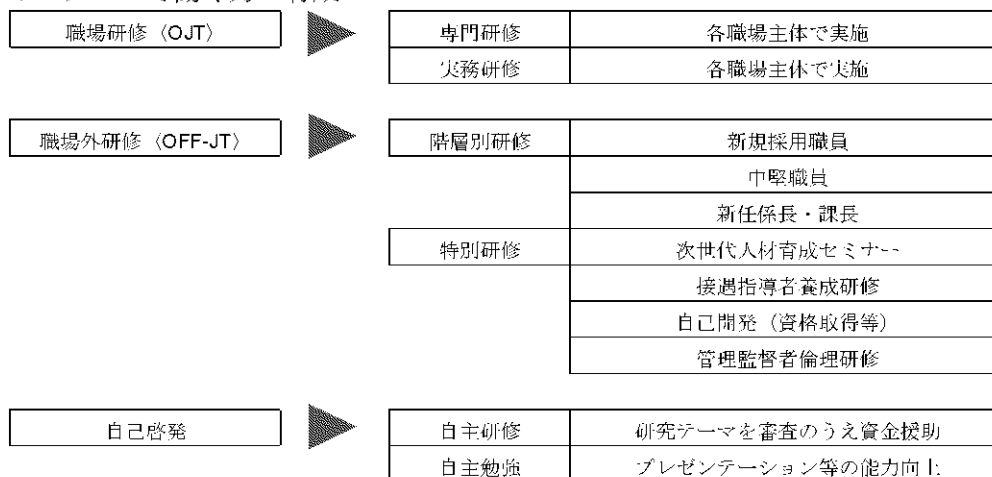 職場研修〈OJT〉
専門研修 各職場主体で実施
実務研修 各職場主体で実施
職場外研修〈OFF-JT〉
階層別研修 新規採用職員
中堅職員
新任係長・課長
特別研修 次世代人材育成セミナー
接遇指導者養成研修
自己開発（資格取得等）
管理監督者倫理研修
自己啓発
自主研修 研究テーマを審査のうえ資金援助
自主勉強 プレゼンテーション等の能力向上